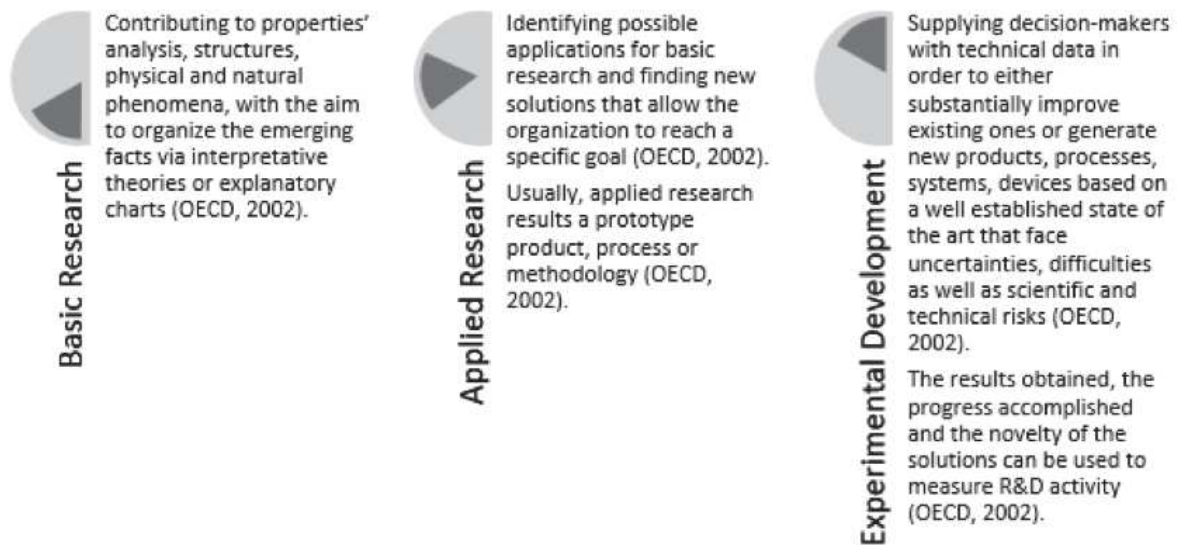 Basic Research
Contributing to properties'
analysis, structures,
physical and natural
phenomena, with the aim
to organize the emerging
facts via interpretative
theories or explanatory
charts (OECD, 2002).
Applied Research
Identifying possible
applications for basic
research and finding new
solutions that allow the
organization to reach a
specific goal (OECD, 2002).
Usually, applied research
results a prototype
product, process or
methodology (OECD,
2002).
Experimental Development
Supplying decision-makers
with technical data in
order to either
substantially improve
existing ones or generate
new products, processes,
systems, devices based on
a well established state of
the art that face
uncertainties, difficulties
as well as scientific and
technical risks (OECD,
2002).
The results obtained, the
progress accomplished
and the novelty of the
solutions can be used to
measure R&D activity
(OECD, 2002).